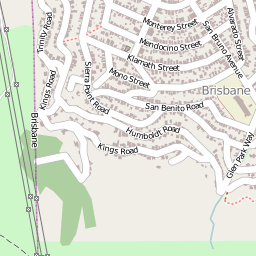 Monterey Street
Alvarado Street
San Bruno Avenue
Trinity Road
Mendocino Street
Klamath Street
Sierra Point Road
Mono Street
Kings Road
Brisbane
San Benito Road
Humboldt Road
Brisbane
Kings Road
Glen Park Way